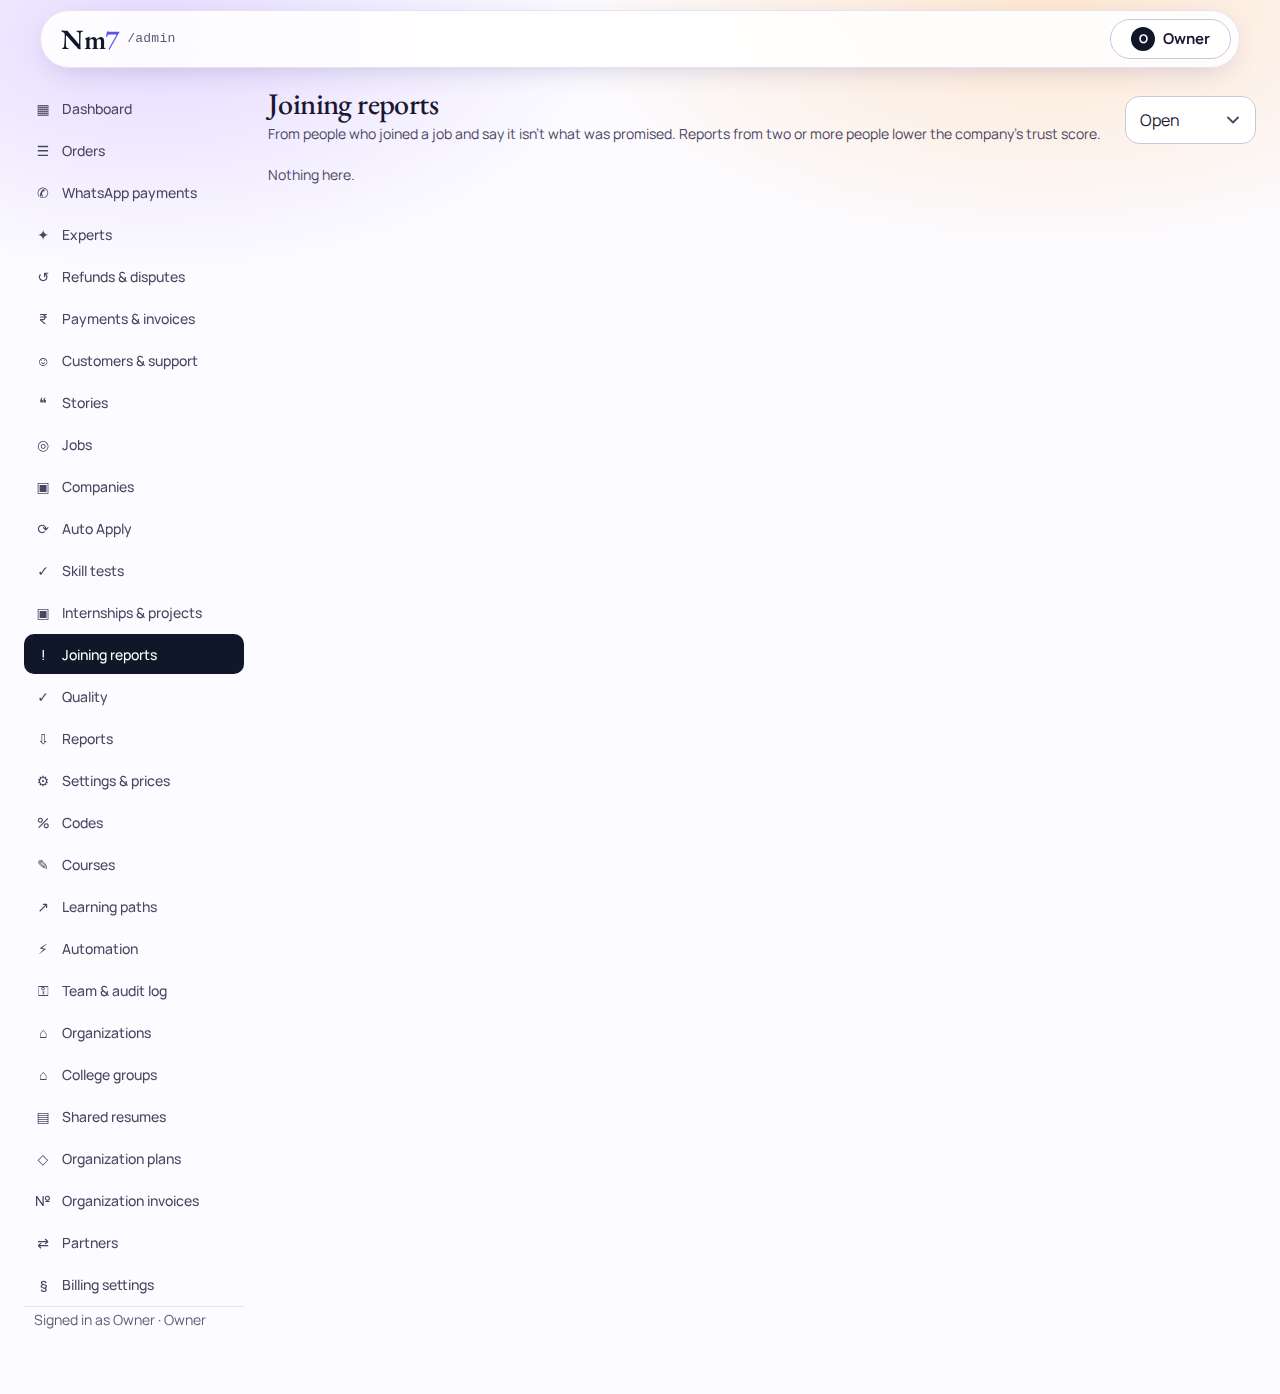 Nm7 /admin
O Owner
Dashboard
Orders
WhatsApp payments
Experts
Refunds & disputes
₹ Payments & invoices
Customers & support
❝ Stories
Jobs
Companies
Auto Apply
✓ Skill tests
Internships & projects
! Joining reports
✓ Quality
Reports
Settings & prices
% Codes
Courses
Learning paths
Automation
Team & audit log
Organizations
College groups
Shared resumes
Organization plans
№ Organization invoices
Partners
§ Billing settings
Signed in as Owner · Owner
Joining reports
From people who joined a job and say it isn't what was promised. Reports from two or more people lower the company's trust score.
Open
Nothing here.